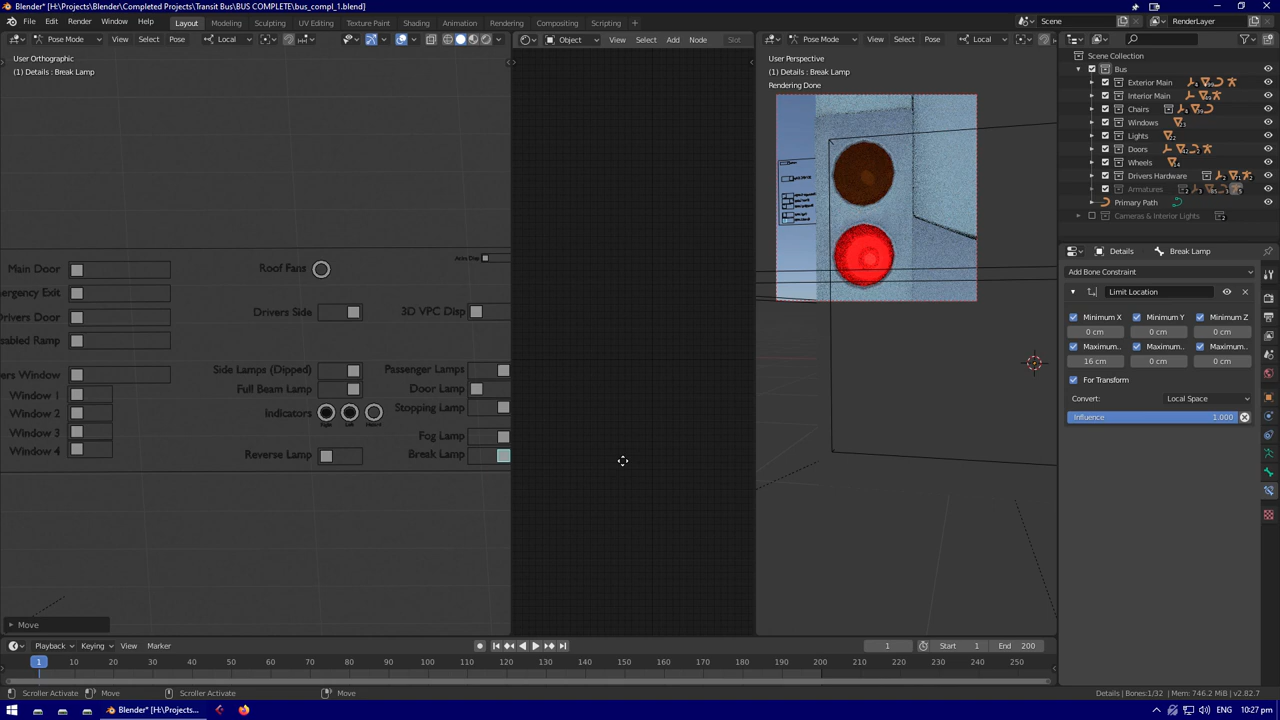 Blender* [H:\Projects\Blender\Completed Projects\Transit Bus\BUS COMPLETE\bus_compl_1.blend]
File Edit Render Window Help Layout Modeling Sculpting UV Editing Texture Paint Shading Animation Rendering Compositing Scripting + Scene RenderLayer
Pose Mode View Select Pose Local
Object View Select Add Node Slot
Pose Mode View Select Pose Local
User Orthographic
(1) Details : Break Lamp
User Perspective
(1) Details : Break Lamp
Rendering Done
Scene Collection
Bus
Exterior Main
Interior Main
Chairs
Windows
Lights
Doors
Wheels
Drivers Hardware
Armatures
Primary Path
Cameras & Interior Lights
Main Door
ergency Exit
Drivers Door
isabled Ramp
ers Window
Window 1
Window 2
Window 3
Window 4
Roof Fans
Drivers Side
3D VPC Disp
Side Lamps (Dipped)
Passenger Lamps
Full Beam Lamp
Door Lamp
Indicators
Stopping Lamp
Fog Lamp
Reverse Lamp
Break Lamp
Details Break Lamp
Add Bone Constraint
Limit Location
Minimum X Minimum Y Minimum Z
0 cm 0 cm 0 cm
Maximum.. Maximum... Maximum...
16 cm 0 cm 0 cm
For Transform
Convert: Local Space
Influence 1.000
Move
Playback Keying View Marker
1 Start 1 End 200
1 10 20 30 40 50 60 70 80 90 100 110 120 130 140 150 160 170 180 190 200 210 220 230 240 250
Scroller Activate Move Scroller Activate Move
Details | Bones:1/32 | Mem: 746.2 MiB | v2.82.7
Blender* [H:\Projects... ENG 10:27 pm